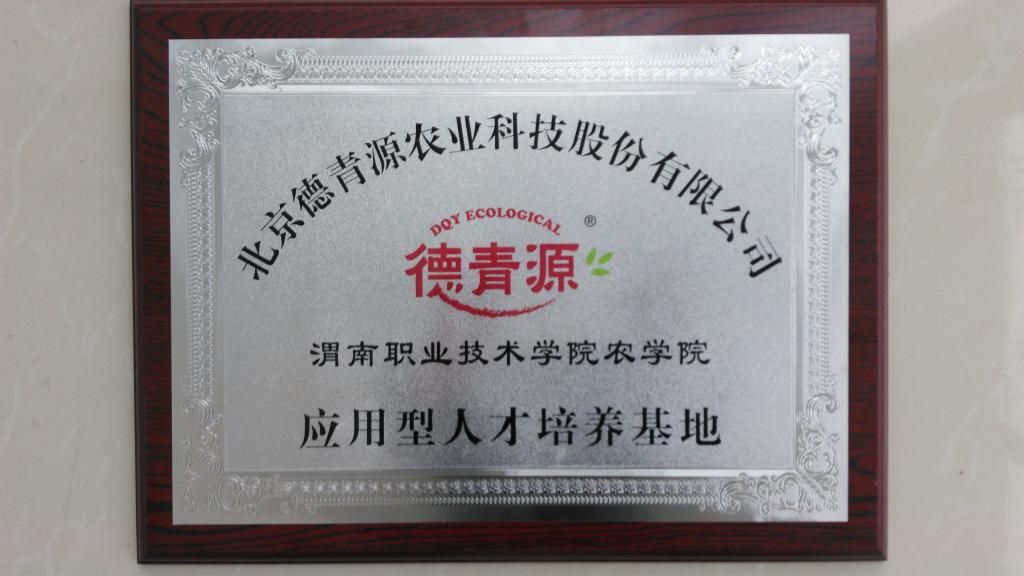 北京德青源农业科技股份有限公司
DQY ECOLOGICAL ®
德青源
渭南职业技术学院农学院
应用型人才培养基地